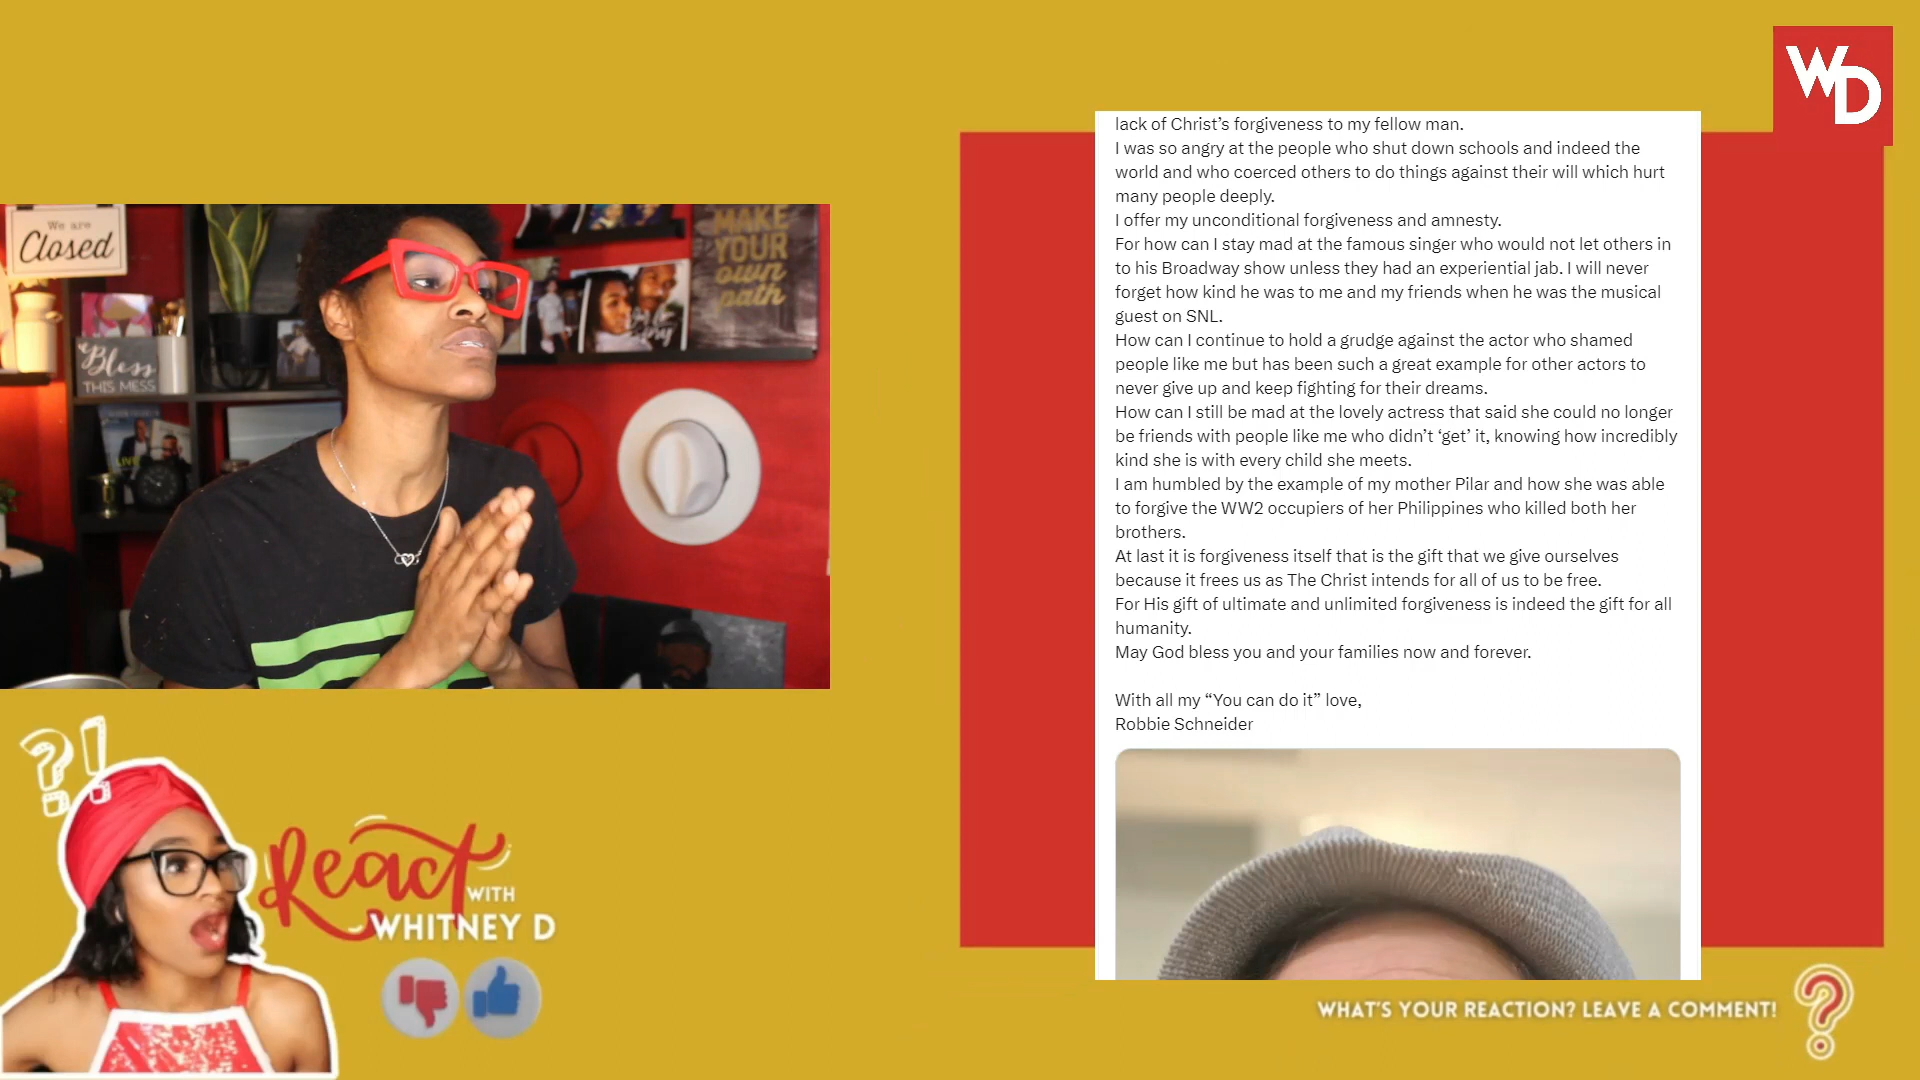 WD
lack of Christ’s forgiveness to my fellow man.
I was so angry at the people who shut down schools and indeed the
world and who coerced others to do things against their will which hurt
many people deeply.
I offer my unconditional forgiveness and amnesty.
For how can I stay mad at the famous singer who would not let others in
to his Broadway show unless they had an experiential jab. I will never
forget how kind he was to me and my friends when he was the musical
guest on SNL.
How can I continue to hold a grudge against the actor who shamed
people like me but has been such a great example for other actors to
never give up and keep fighting for their dreams.
How can I still be mad at the lovely actress that said she could no longer
be friends with people like me who didn’t ‘get’ it, knowing how incredibly
kind she is with every child she meets.
I am humbled by the example of my mother Pilar and how she was able
to forgive the WW2 occupiers of her Philippines who killed both her
brothers.
At last it is forgiveness itself that is the gift that we give ourselves
because it frees us as The Christ intends for all of us to be free.
For His gift of ultimate and unlimited forgiveness is indeed the gift for all
humanity.
May God bless you and your families now and forever.
With all my “You can do it” love,
Robbie Schneider
We are
Closed
Bless
THIS MESS
LIVE
MAKE
YOUR
own
path
?!
React
WITH
WHITNEY D
WHAT'S YOUR REACTION? LEAVE A COMMENT!
?